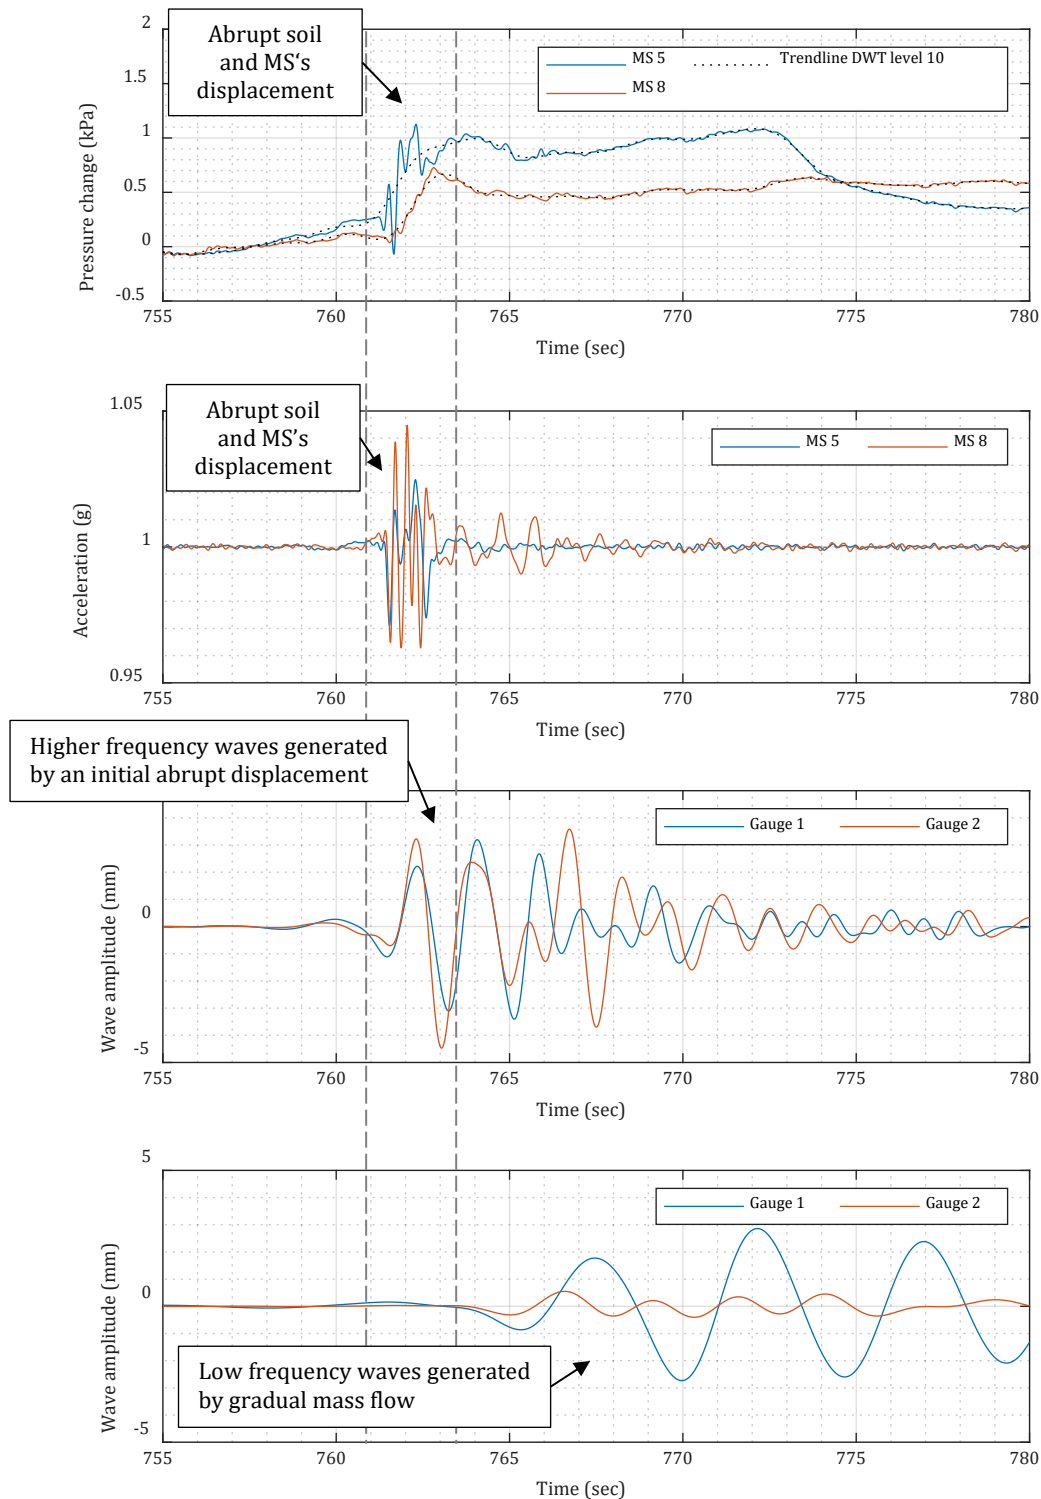 Abrupt soil
and MS‘s
displacement
2
1.5
1
0.5
0
-0.5
Pressure change (kPa)
MS 5
Trendline DWT level 10
MS 8
755
760
765
770
775
780
Time (sec)
Abrupt soil
and MS’s
displacement
1.05
1
0.95
Acceleration (g)
MS 5
MS 8
755
760
765
770
775
780
Time (sec)
Higher frequency waves generated
by an initial abrupt displacement
0
-5
Wave amplitude (mm)
Gauge 1
Gauge 2
755
760
765
770
775
780
Time (sec)
5
0
-5
Wave amplitude (mm)
Gauge 1
Gauge 2
Low frequency waves generated
by gradual mass flow
755
760
765
770
775
780
Time (sec)